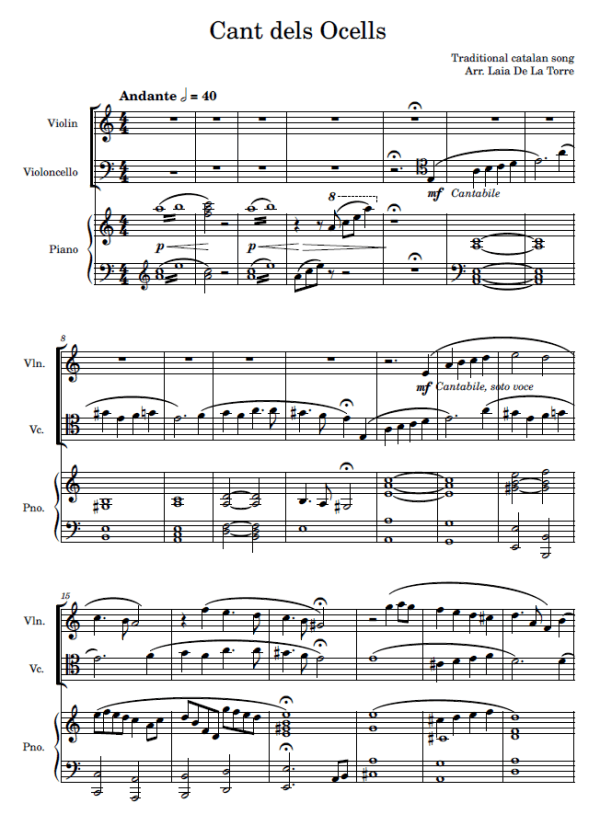 Cant dels Ocells
Traditional catalan song
Arr. Laia De La Torre
Andante = 40
Violin
Violoncello
mf Cantabile
8
Piano
p
p
8
Vln.
mf Cantabile, soto voce
Vc.
Pno.
15
Vln.
Vc.
Pno.